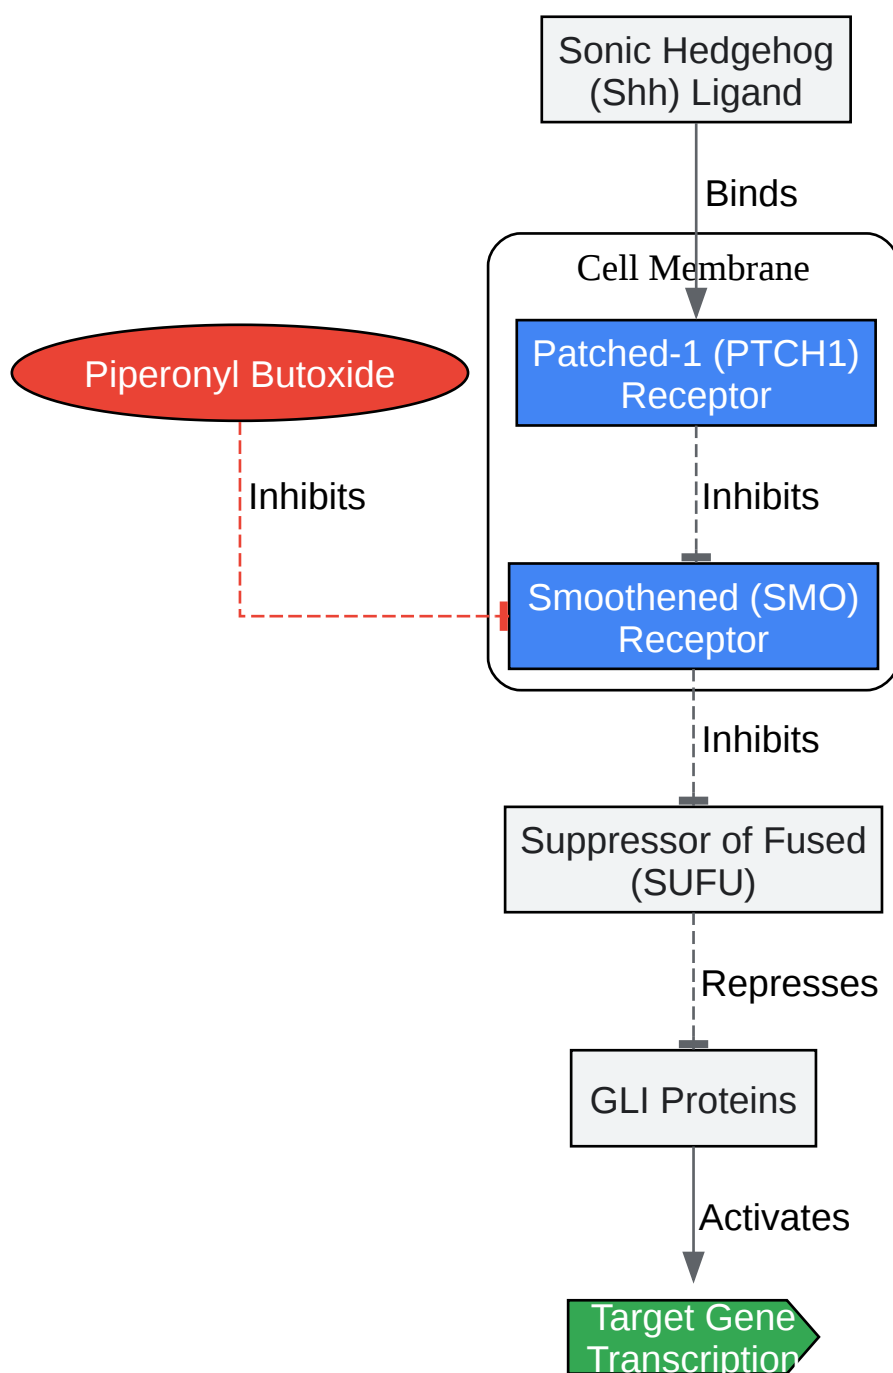 Sonic Hedgehog
(Shh) Ligand
Binds
Cell Membrane
Piperonyl Butoxide
Patched-1 (PTCH1)
Receptor
Inhibits
Inhibits
Smoothened (SMO)
Receptor
Inhibits
Suppressor of Fused
(SUFU)
Represses
GLI Proteins
Activates
Target Gene
Transcription